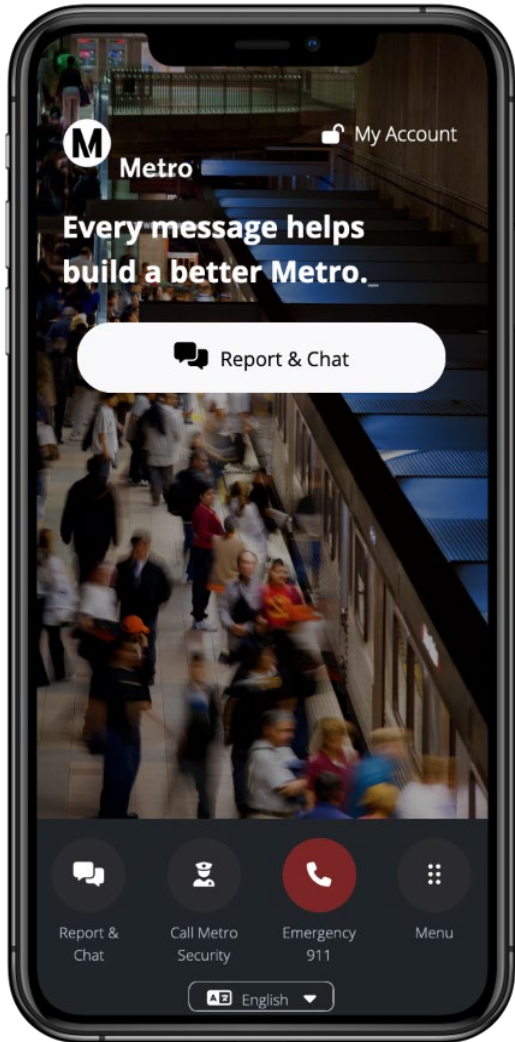 M
Metro
My Account
Every message helps
build a better Metro._
Report & Chat
Report &
Chat
Call Metro
Security
Emergency
911
Menu
A
English